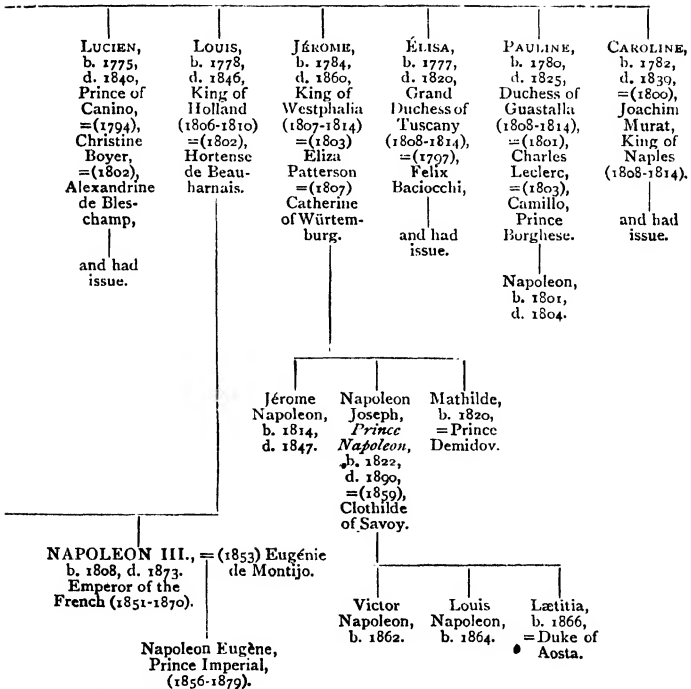 LUCIEN,
b. 1775,
d. 1840,
Prince of
Canino,
=(1794),
Christine
Boyer,
=(1802),
Alexandrine
de Bles-
champ,
and had
issue.
LOUIS,
b. 1778,
d. 1846,
King of
Holland
(1806-1810)
=(1802),
Hortense
de Beau-
harnais.
JÉROME,
b. 1784,
d. 1860,
King of
Westphalia
(1807-1814)
=(1803)
Eliza
Patterson
=(1807)
Catherine
of Würtem-
burg.
ÉLISA,
b. 1777,
d. 1820,
Grand
Duchess of
Tuscany
(1808-1814),
=(1797),
Felix
Baciocchi,
and had
issue.
PAULINE,
b. 1780,
d. 1825,
Duchess of
Guastalla
(1808-1814),
=(1801),
Charles
Leclerc,
=(1803),
Camillo,
Prince
Borghese.
Napoleon,
b. 1801,
d. 1804.
CAROLINE,
b. 1782,
d. 1839,
=(1800),
Joachim
Murat,
King of
Naples
(1808-1814).
and had
issue.
Jérome
Napoleon,
b. 1814,
d. 1847.
Napoleon
Joseph,
Prince
Napoleon,
b. 1822,
d. 1890,
=(1859),
Clothilde
of Savoy.
Mathilde,
b. 1820,
=Prince
Demidov.
NAPOLEON III., =(1853) Eugénie
b. 1808, d. 1873. de Montijo.
Emperor of the
French (1851-1870).
Napoleon Eugène,
Prince Imperial,
(1856-1879).
Victor
Napoleon,
b. 1862.
Louis
Napoleon,
b. 1864.
Lætitia,
b. 1866,
=Duke of
Aosta.